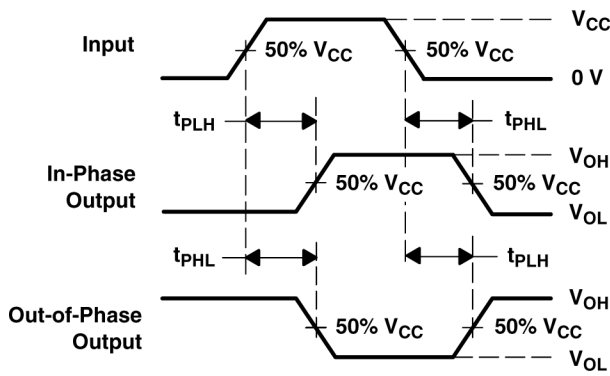 V_CC
Input 50% V_CC 50% V_CC
0 V
t_PLH t_PHL
V_OH
In-Phase
Output 50% V_CC 50% V_CC
V_OL
t_PHL t_PLH
V_OH
Out-of-Phase
Output 50% V_CC 50% V_CC
V_OL